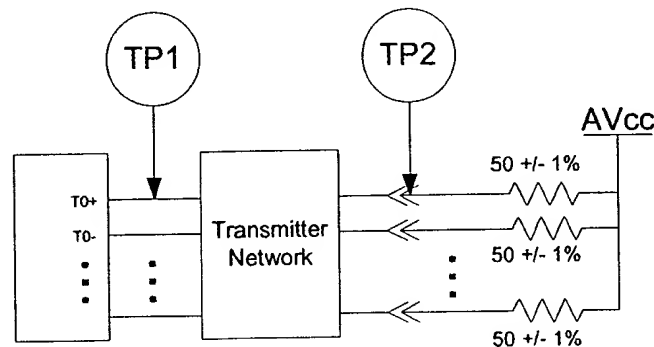 TP1
TP2
AVcc
50 +/- 1%
T0+
Transmitter
Network
T0-
50 +/- 1%
50 +/- 1%